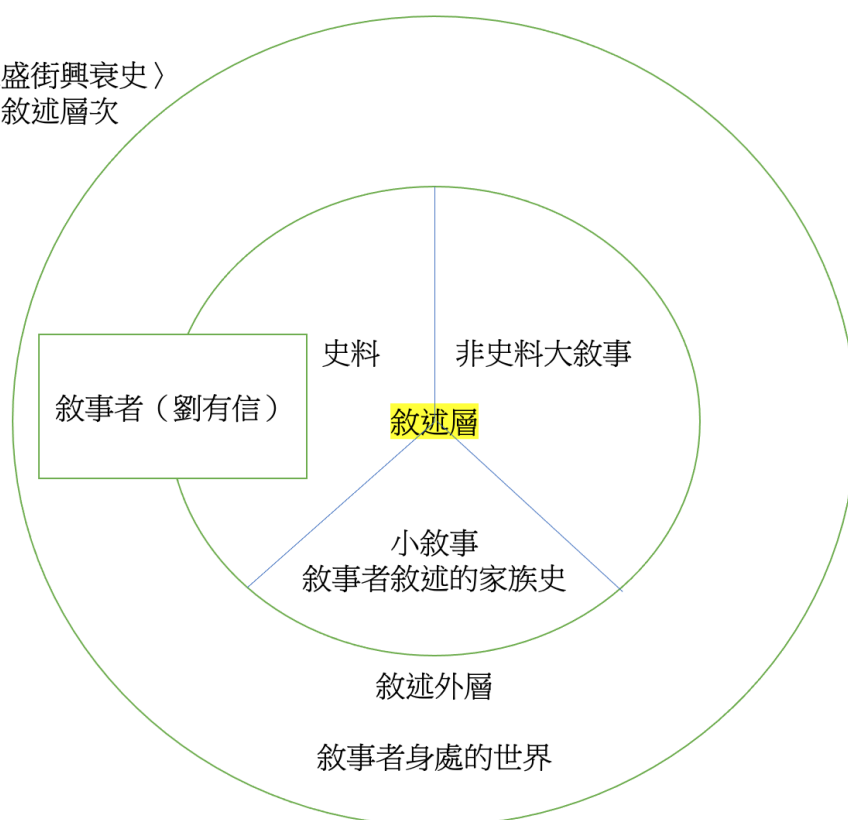 盛街興衰史〉
敘述層次
史料
非史料大敘事
敘事者（劉有信）
敘述層
小敘事
敘事者敘述的家族史
敘述外層
敘事者身處的世界